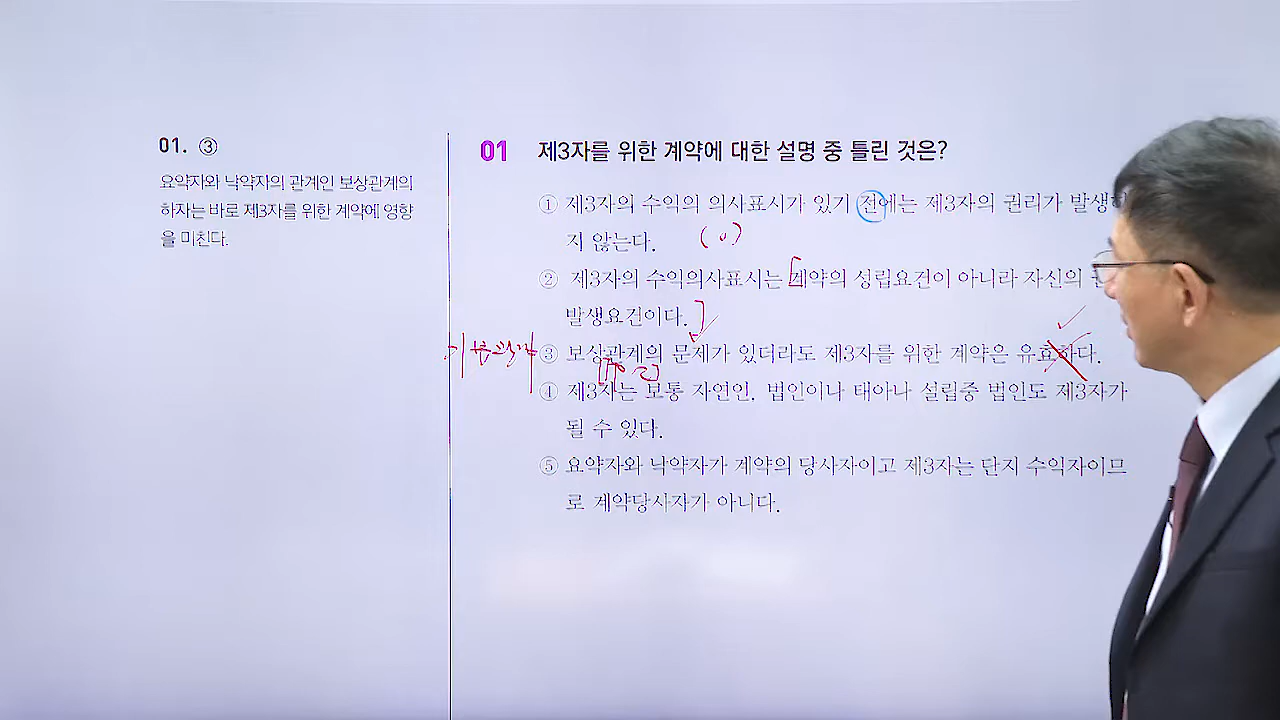 01. ③
요약자와 낙약자의 관계인 보상관계의
하자는 바로 제3자를 위한 계약에 영향
을 미친다.
01 제3자를 위한 계약에 대한 설명 중 틀린 것은?
① 제3자의 수익의 의사표시가 있기 전에는 제3자의 권리가 발생하
지 않는다.
② 제3자의 수익의사표시는 계약의 성립요건이 아니라 자신의
발생요건이다.
③ 보상관계의 문제가 있더라도 제3자를 위한 계약은 유효하다.
④ 제3자는 보통 자연인, 법인이나 태아나 설립중 법인도 제3자가
될 수 있다.
⑤ 요약자와 낙약자가 계약의 당사자이고 제3자는 단지 수익자이므
로 계약당사자가 아니다.